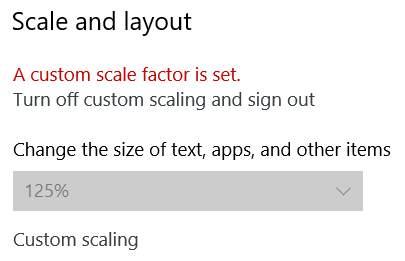 Scale and layout
A custom scale factor is set.
Turn off custom scaling and sign out
Change the size of text, apps, and other items
125%
Custom scaling